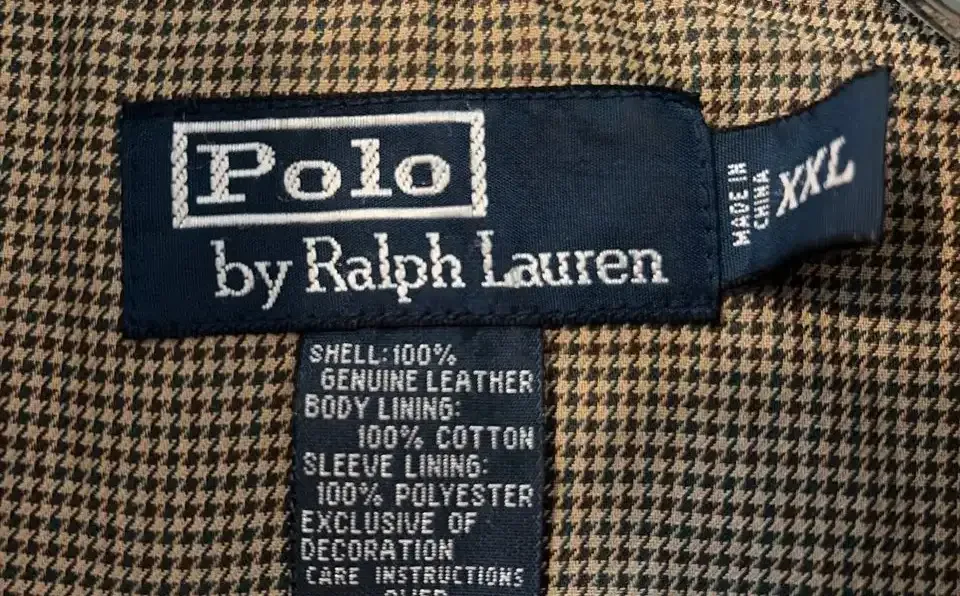 Polo
by Ralph Lauren
MADE IN
CHINA
XXL
SHELL: 100%
GENUINE LEATHER
BODY LINING:
100% COTTON
SLEEVE LINING:
100% POLYESTER
EXCLUSIVE OF
DECORATION
CARE INSTRUCTIONS
OVER